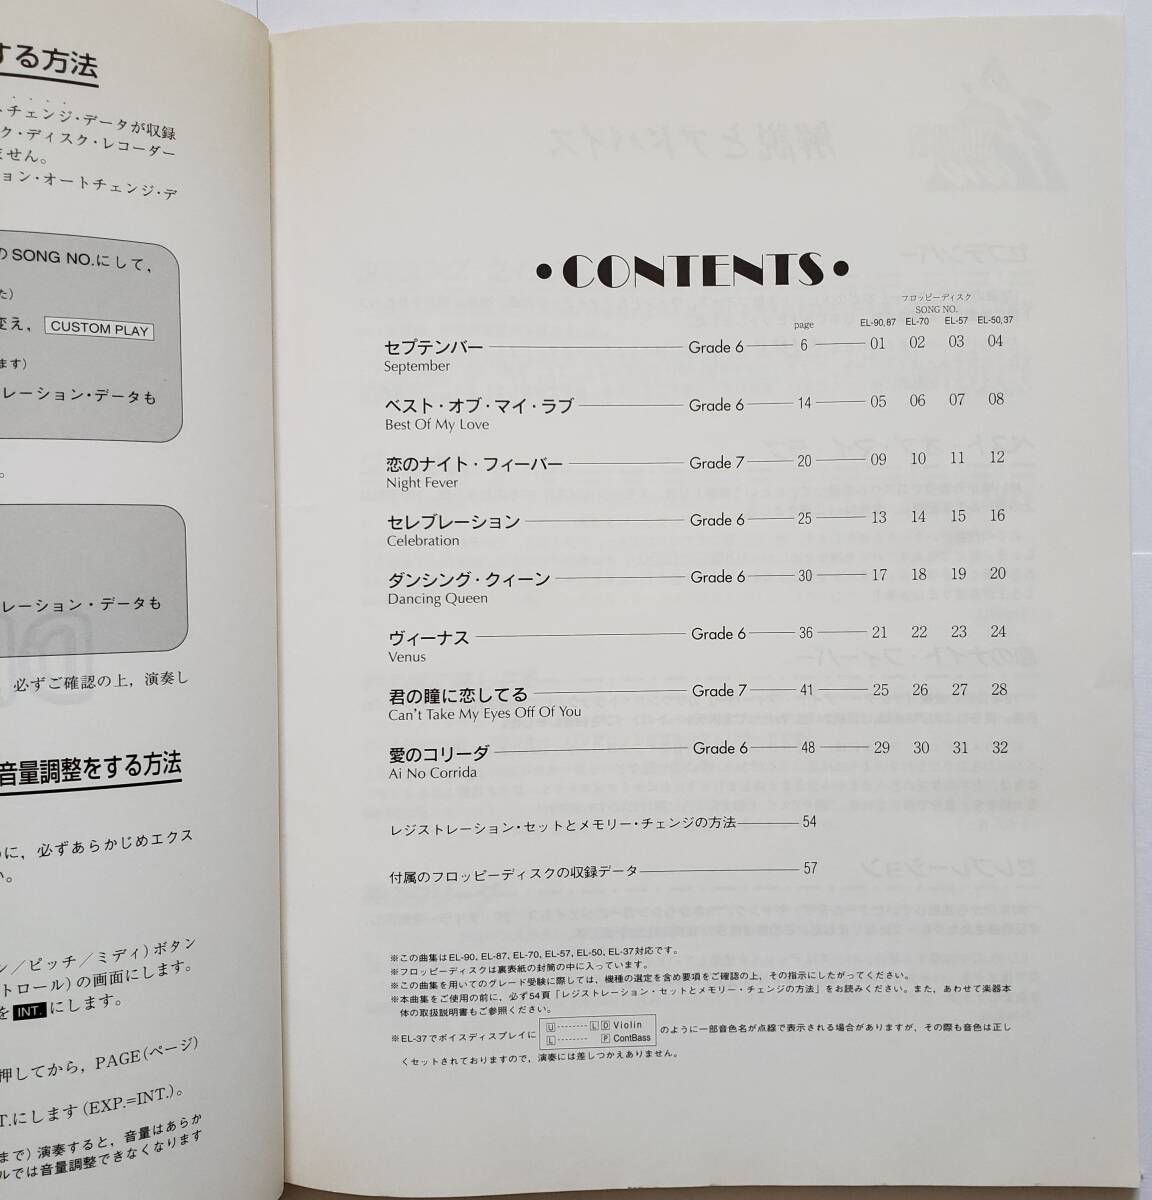 する方法
トチェンジ・データが収録
ク・ディスク・レコーダー
ません。
ョン・オートチェンジ・デ
のSONG NO.にして,
た)
変え, CUSTOM PLAY
ます)
レーション・データも
。
レーション・データも
必ずご確認の上, 演奏し
音量調整をする方法
に, 必ずあらかじめエクス
い。
ン/ピッチ/ミディ)ボタン
トロール)の画面にします。
を INT. にします。
押してから, PAGE(ページ)
T.にします(EXP.=INT.)。
まで)演奏すると, 音量はあらか
ルでは音量調整できなくなります
•CONTENTS•
フロッピーディスク
SONG NO.
page EL-90,87 EL-70 EL-57 EL-50,37
セプテンバー Grade 6 6 01 02 03 04
September
ベスト・オブ・マイ・ラブ Grade 6 14 05 06 07 08
Best Of My Love
恋のナイト・フィーバー Grade 7 20 09 10 11 12
Night Fever
セレブレーション Grade 6 25 13 14 15 16
Celebration
ダンシング・クィーン Grade 6 30 17 18 19 20
Dancing Queen
ヴィーナス Grade 6 36 21 22 23 24
Venus
君の瞳に恋してる Grade 7 41 25 26 27 28
Can't Take My Eyes Off Of You
愛のコリーダ Grade 6 48 29 30 31 32
Ai No Corrida
レジストレーション・セットとメモリー・チェンジの方法 54
付属のフロッピーディスクの収録データ 57
※この曲集はEL-90, EL-87, EL-70, EL-57, EL-50, EL-37対応です。
※フロッピーディスクは裏表紙の封筒の中に入っています。
※この曲集を用いてのグレード受験に際しては, 機種の選定を含め要項をご確認の上, その指示にしたがってください。
※本曲集をご使用の前に, 必ず54頁「レジストレーション・セットとメモリー・チェンジの方法」をお読みください。また, あわせて楽器本
体の取扱説明書もご参照ください。
※EL-37でボイスディスプレイに U -------- L D Violin L -------- P ContBass のように一部音色名が点線で表示される場合がありますが, その際も音色は正し
くセットされておりますので, 演奏には差しつかえありません。